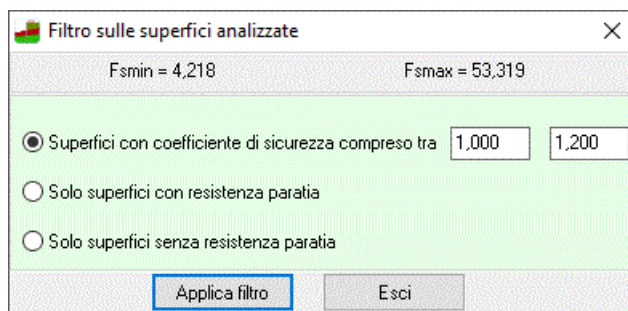 Filtro sulle superfici analizzate
Fsmin = 4,218 Fsmax = 53,319
Superfici con coefficiente di sicurezza compreso tra 1,000 1,200
Solo superfici con resistenza paratia
Solo superfici senza resistenza paratia
Applica filtro Esci